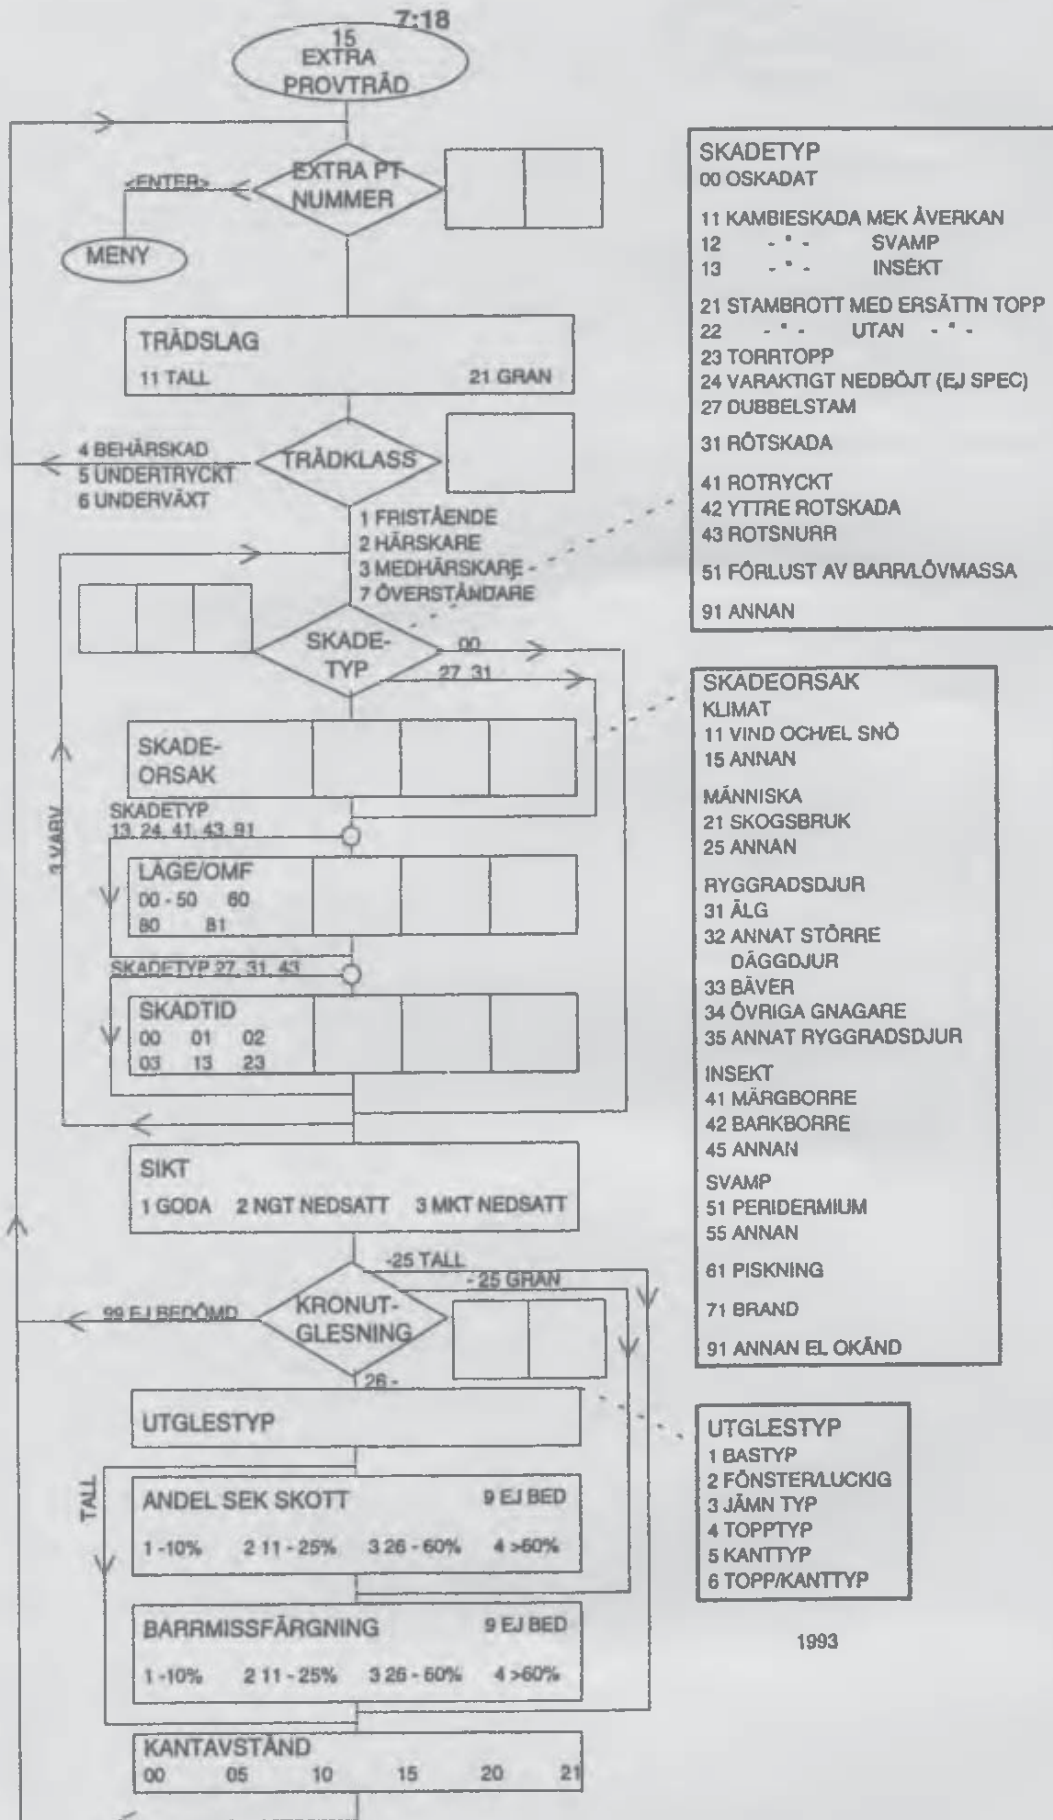 7:18
15
EXTRA
PROVTRÄD
<ENTER>
EXTRA PT
NUMMER
MENY
TRÄDSLAG
11 TALL 21 GRAN
4 BEHÄRSKAD
5 UNDERTRYCKT
6 UNDERVÄXT
TRÄDKLASS
1 FRISTÅENDE
2 HÄRSKARE
3 MEDHÄRSKARE
7 ÖVERSTÅNDARE
SKADE-
TYP
00
27 31
SKADE-
ORSAK
SKADETYP
13, 24, 41, 43, 91
3 VARV
LÄGE/OMF
00 - 50 60
80 81
SKADETYP 27, 31, 43
SKADTID
00 01 02
03 13 23
SIKT
1 GODA 2 NGT NEDSATT 3 MKT NEDSATT
-25 TALL
- 25 GRAN
99 EJ BEDÖMD
KRONUT-
GLESNING
26 -
UTGLESTYP
TALL
ANDEL SEK SKOTT 9 EJ BED
1 -10% 2 11 - 25% 3 26 - 60% 4 >60%
BARRMISSFÄRGNING 9 EJ BED
1 -10% 2 11 - 25% 3 26 - 60% 4 >60%
KANTAVSTÅND
00 05 10 15 20 21
SKADETYP
00 OSKADAT
11 KAMBIESKADA MEK ÅVERKAN
12 - " - SVAMP
13 - " - INSEKT
21 STAMBROTT MED ERSÄTTN TOPP
22 - " - UTAN - " -
23 TORRTOPP
24 VARAKTIGT NEDBÖJT (EJ SPEC)
27 DUBBELSTAM
31 RÖTSKADA
41 ROTRYCKT
42 YTTRE ROTSKADA
43 ROTSNURR
51 FÖRLUST AV BARR/LÖVMASSA
91 ANNAN
SKADEORSAK
KLIMAT
11 VIND OCH/EL SNÖ
15 ANNAN
MÄNNISKA
21 SKOGSBRUK
25 ANNAN
RYGGRADSDJUR
31 ÄLG
32 ANNAT STÖRRE
DÄGGDJUR
33 BÄVER
34 ÖVRIGA GNAGARE
35 ANNAT RYGGRADSDJUR
INSEKT
41 MÄRGBORRE
42 BARKBORRE
45 ANNAN
SVAMP
51 PERIDERMIUM
55 ANNAN
61 PISKNING
71 BRAND
91 ANNAN EL OKÄND
UTGLESTYP
1 BASTYP
2 FÖNSTER/LUCKIG
3 JÄMN TYP
4 TOPPTYP
5 KANTTYP
6 TOPP/KANTTYP
1993